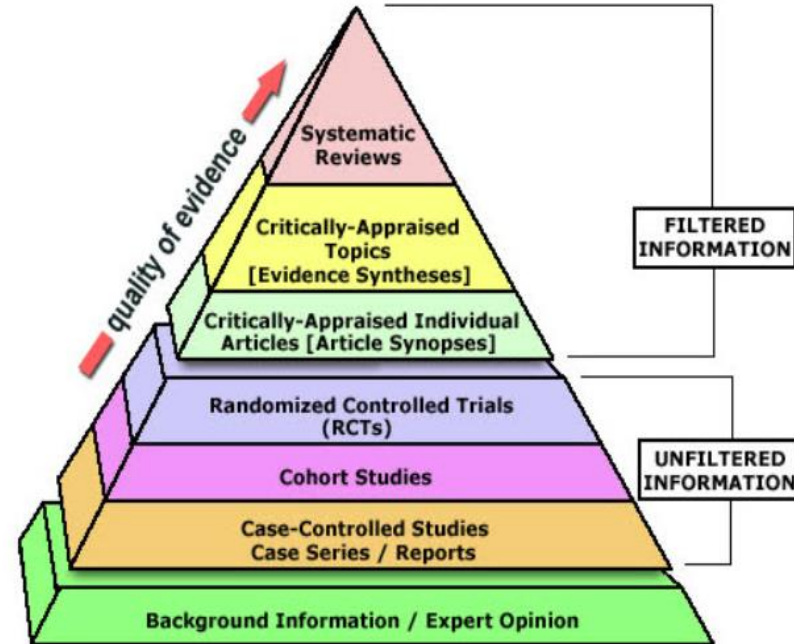 quality of evidence
Systematic
Reviews
Critically-Appraised
Topics
[Evidence Syntheses]
Critically-Appraised Individual
Articles [Article Synopses]
FILTERED
INFORMATION
Randomized Controlled Trials
(RCTs)
Cohort Studies
Case-Controlled Studies
Case Series / Reports
UNFILTERED
INFORMATION
Background Information / Expert Opinion